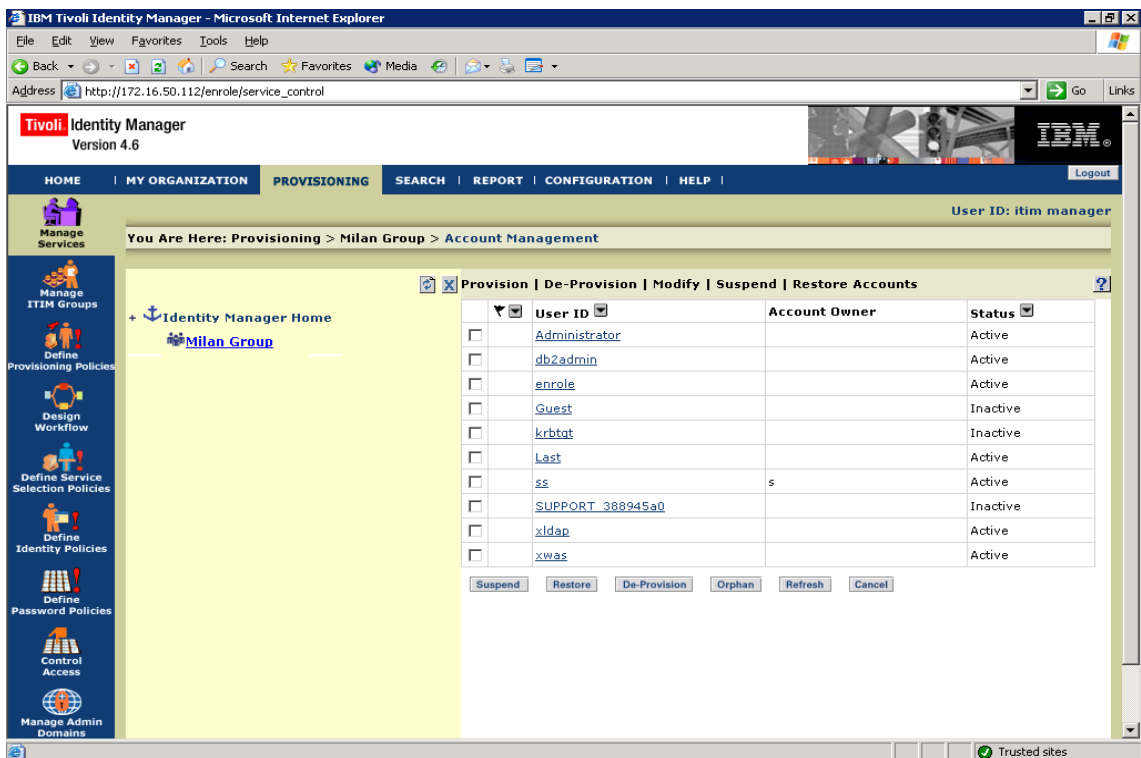 IBM Tivoli Identity Manager - Microsoft Internet Explorer
File Edit View Favorites Tools Help
Back Search Favorites Media
Address http://172.16.50.112/enrole/service_control Go Links
Tivoli. Identity Manager
Version 4.6
IBM®
HOME | MY ORGANIZATION PROVISIONING SEARCH | REPORT | CONFIGURATION | HELP | Logout
User ID: itim manager
You Are Here: Provisioning > Milan Group > Account Management
Manage
Services
Manage
ITIM Groups
Define
Provisioning Policies
Design
Workflow
Define Service
Selection Policies
Define
Identity Policies
Define
Password Policies
Control
Access
Manage Admin
Domains
+ Identity Manager Home
Milan Group
Provision | De-Provision | Modify | Suspend | Restore Accounts ?
User ID Account Owner Status
Administrator Active
db2admin Active
enrole Active
Guest Inactive
krbtgt Inactive
Last Active
ss s Active
SUPPORT_388945a0 Inactive
xldap Active
xwas Active
Suspend Restore De-Provision Orphan Refresh Cancel
Trusted sites